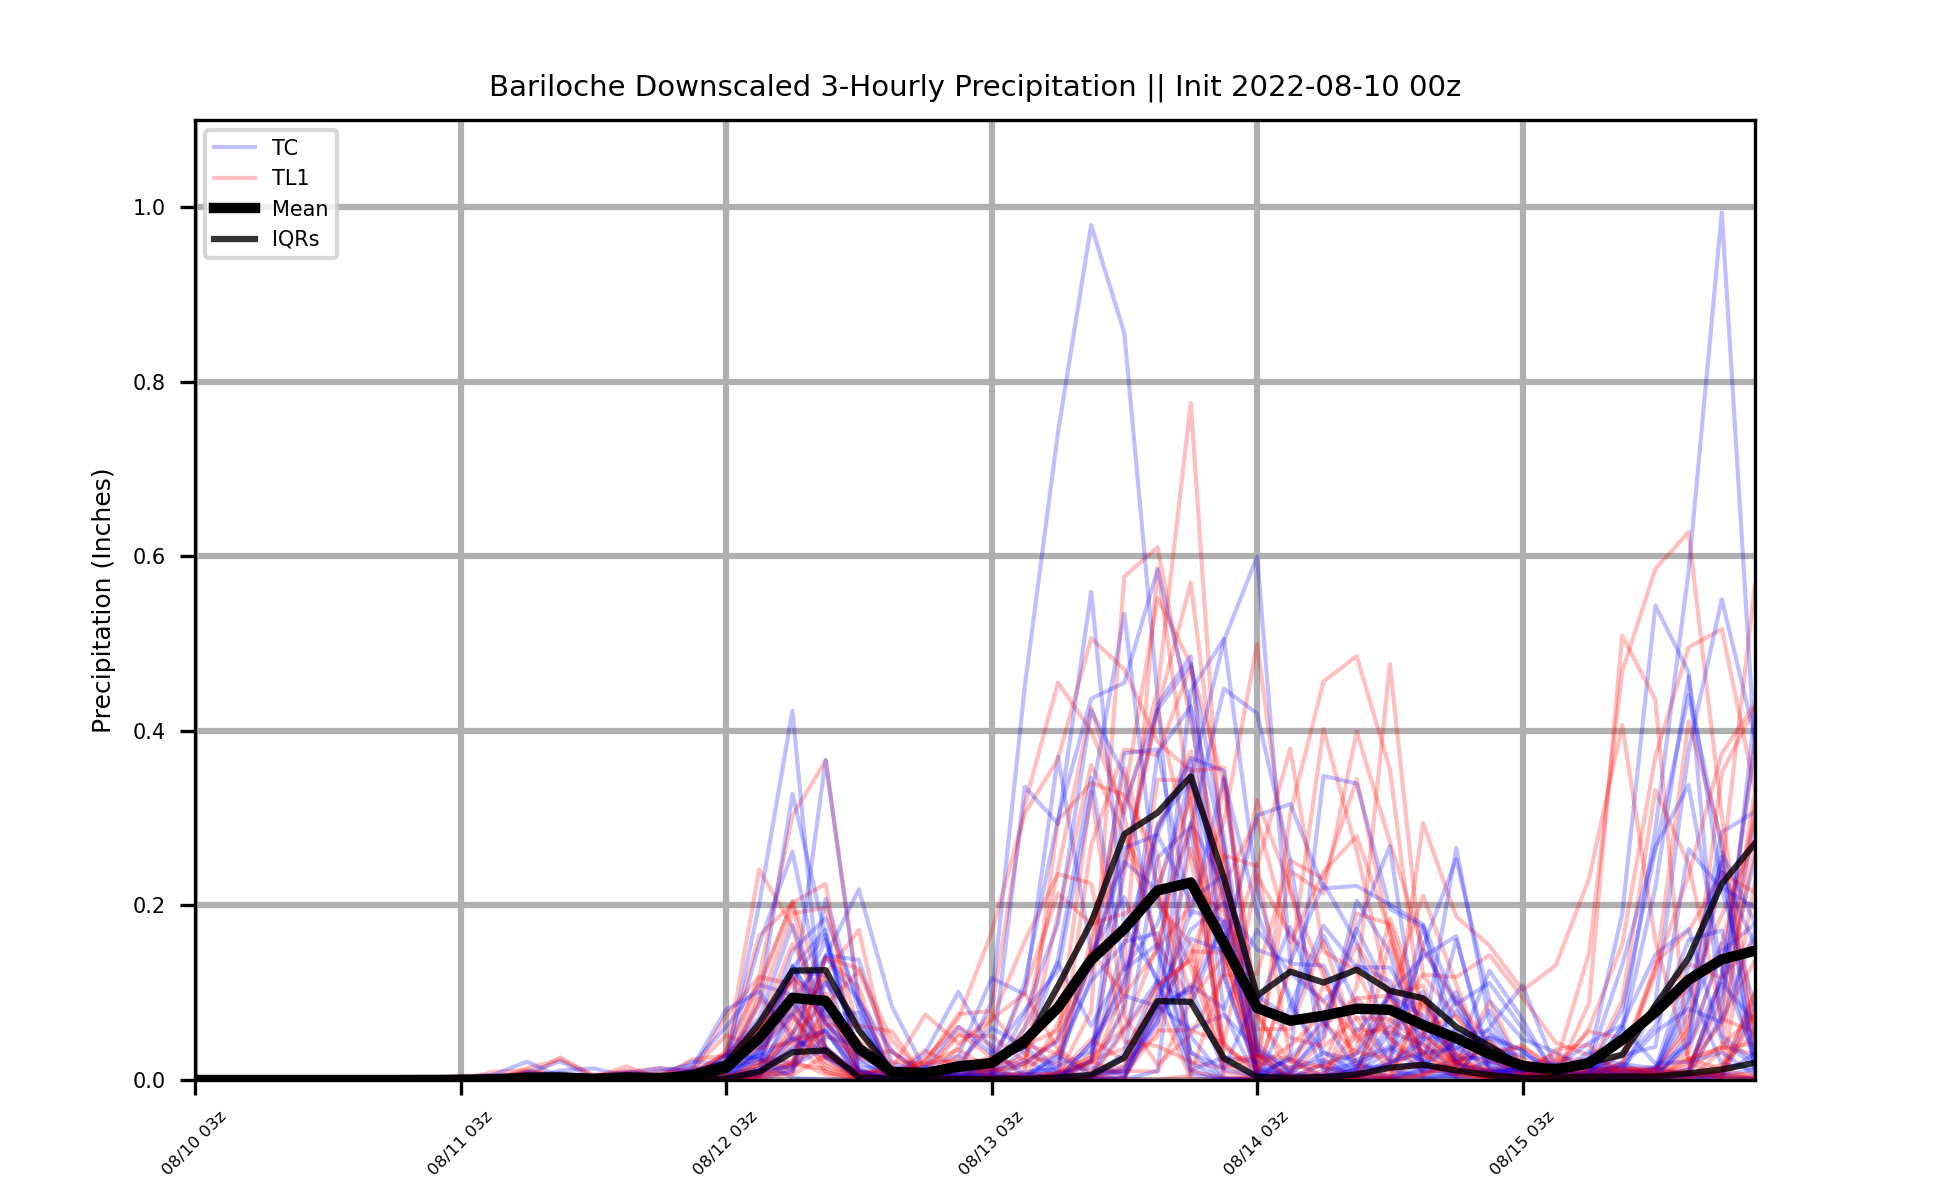 Bariloche Downscaled 3-Hourly Precipitation || Init 2022-08-10 00z
TC
TL1
Mean
IQRs
Precipitation (Inches)
1.0
0.8
0.6
0.4
0.2
0.0
08/10 03z
08/11 03z
08/12 03z
08/13 03z
08/14 03z
08/15 03z